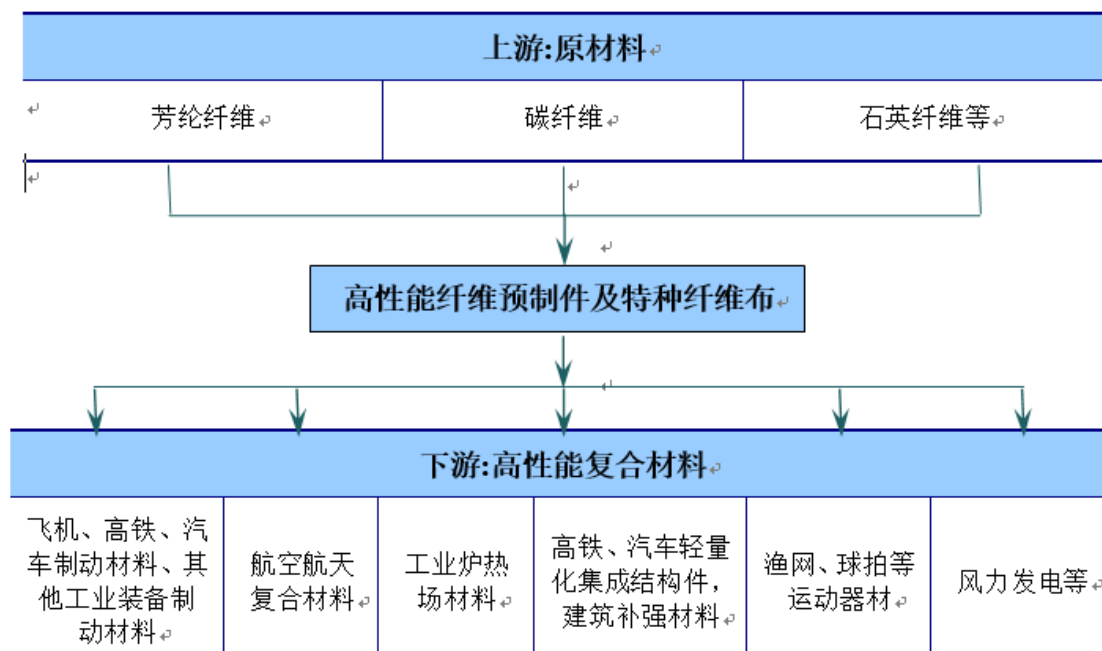 上游:原材料
芳纶纤维
碳纤维
石英纤维等
高性能纤维预制件及特种纤维布
下游:高性能复合材料
飞机、高铁、汽
车制动材料、其
他工业装备制
动材料
航空航天
复合材料
工业炉热
场材料
高铁、汽车轻量
化集成结构件，
建筑补强材料
渔网、球拍等
运动器材
风力发电等